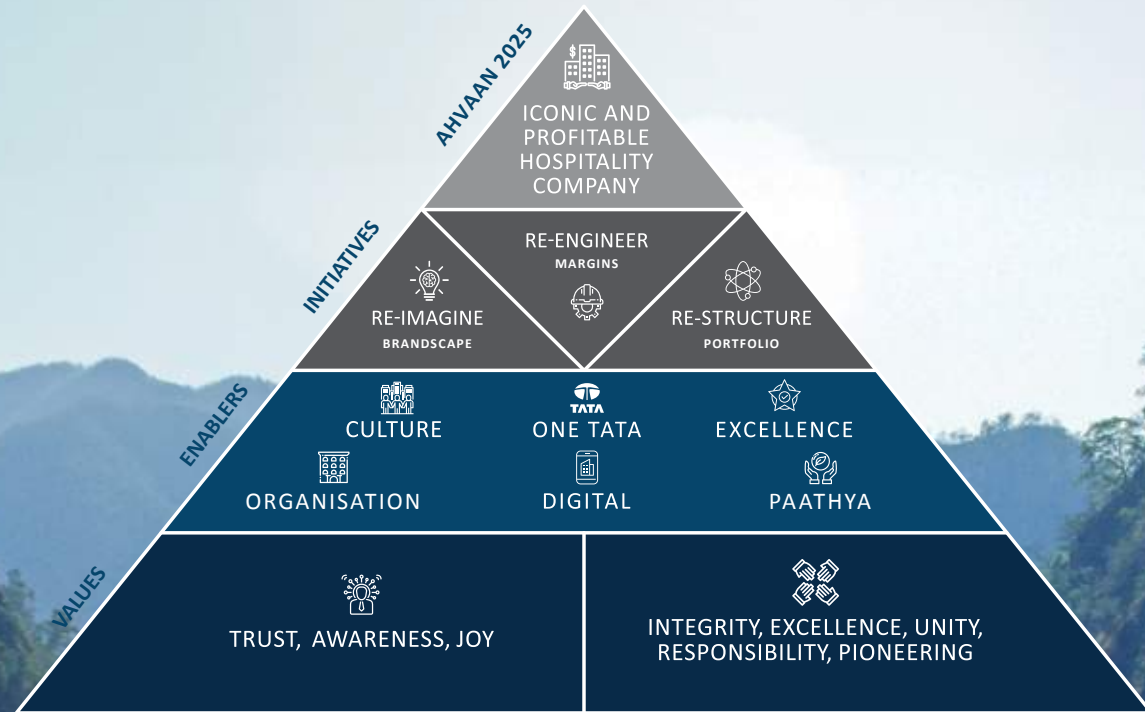 AHVAAN 2025
$
ICONIC AND
PROFITABLE
HOSPITALITY
COMPANY
INITIATIVES
RE-ENGINEER
MARGINS
RE-IMAGINE
BRANDSCAPE
RE-STRUCTURE
PORTFOLIO
ENABLERS
CULTURE
TATA
ONE TATA
EXCELLENCE
ORGANISATION
DIGITAL
PAATHYA
VALUES
TRUST, AWARENESS, JOY
INTEGRITY, EXCELLENCE, UNITY,
RESPONSIBILITY, PIONEERING